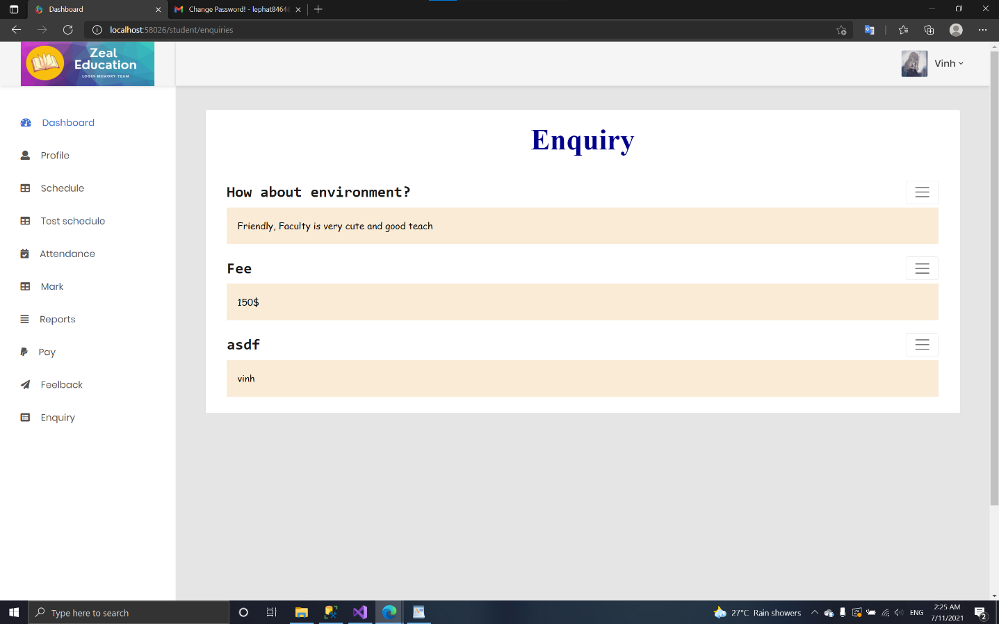 Dashboard
Change Password! - lephat8464
localhost:58026/student/enquiries
Zeal
Education
LOGIN MEMORY TEAM
Vinh
Dashboard
Profile
Schedule
Test schedule
Attendance
Mark
Reports
Pay
Feelback
Enquiry
Enquiry
How about environment?
Friendly, Faculty is very cute and good teach
Fee
150$
asdf
vinh
Type here to search
27°C Rain showers
ENG
2:25 AM
7/11/2021
2